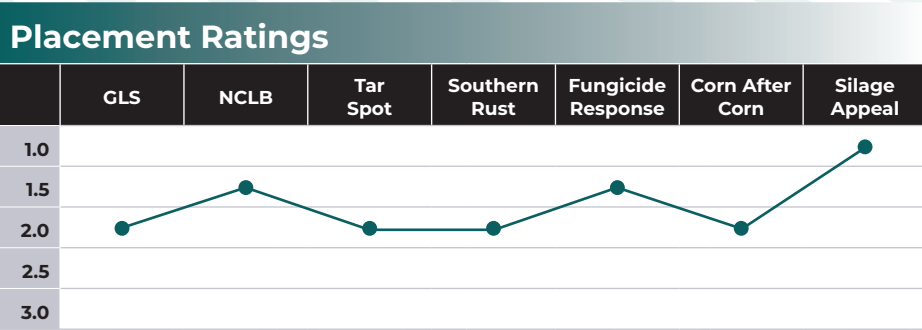 Placement Ratings
GLS
NCLB
Tar
Spot
Southern
Rust
Fungicide
Response
Corn After
Corn
Silage
Appeal
1.0
1.5
2.0
2.5
3.0